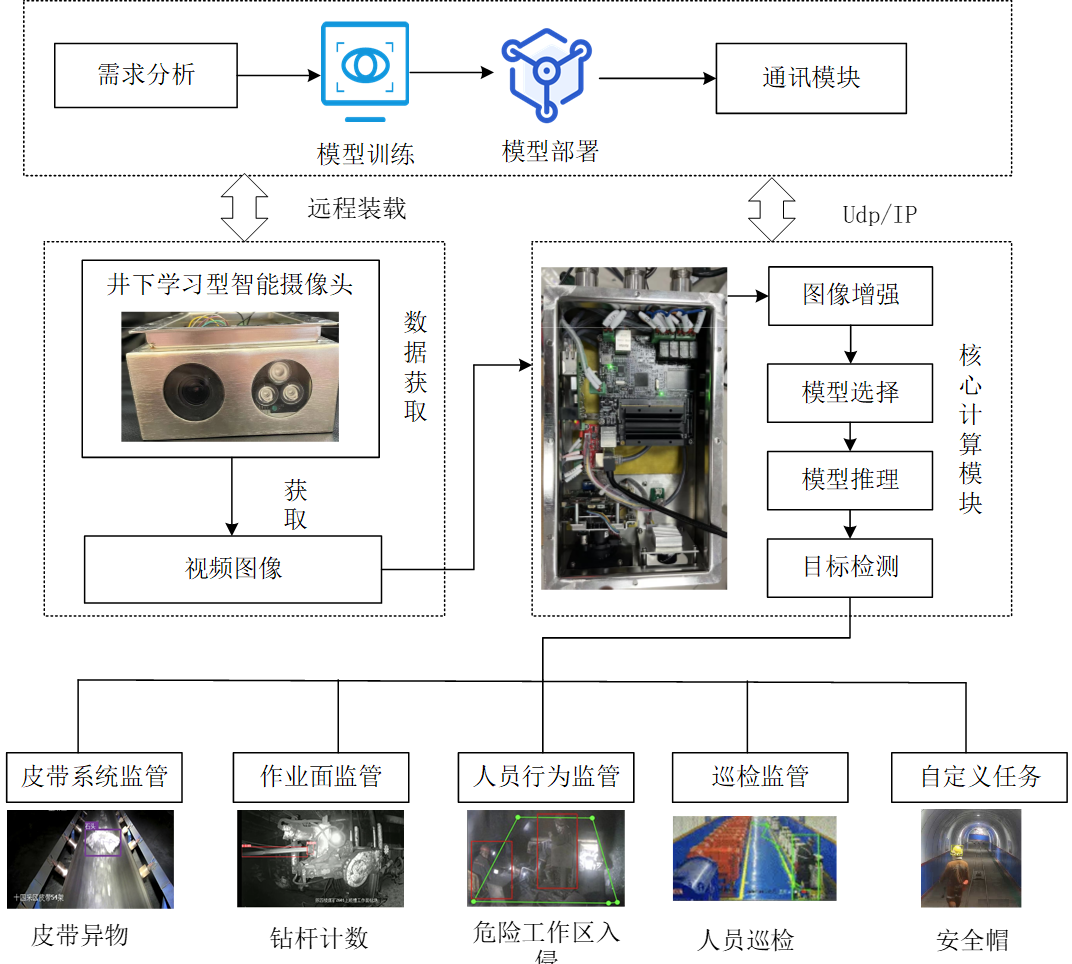 需求分析
模型训练
模型部署
通讯模块
远程装载
Udp/IP
井下学习型智能摄像头
数据获取
获取
视频图像
图像增强
模型选择
模型推理
目标检测
核心计算模块
皮带系统监管
作业面监管
人员行为监管
巡检监管
自定义任务
石头
皮带异物
钻杆计数
危险工作区入
侵
人员巡检
安全帽